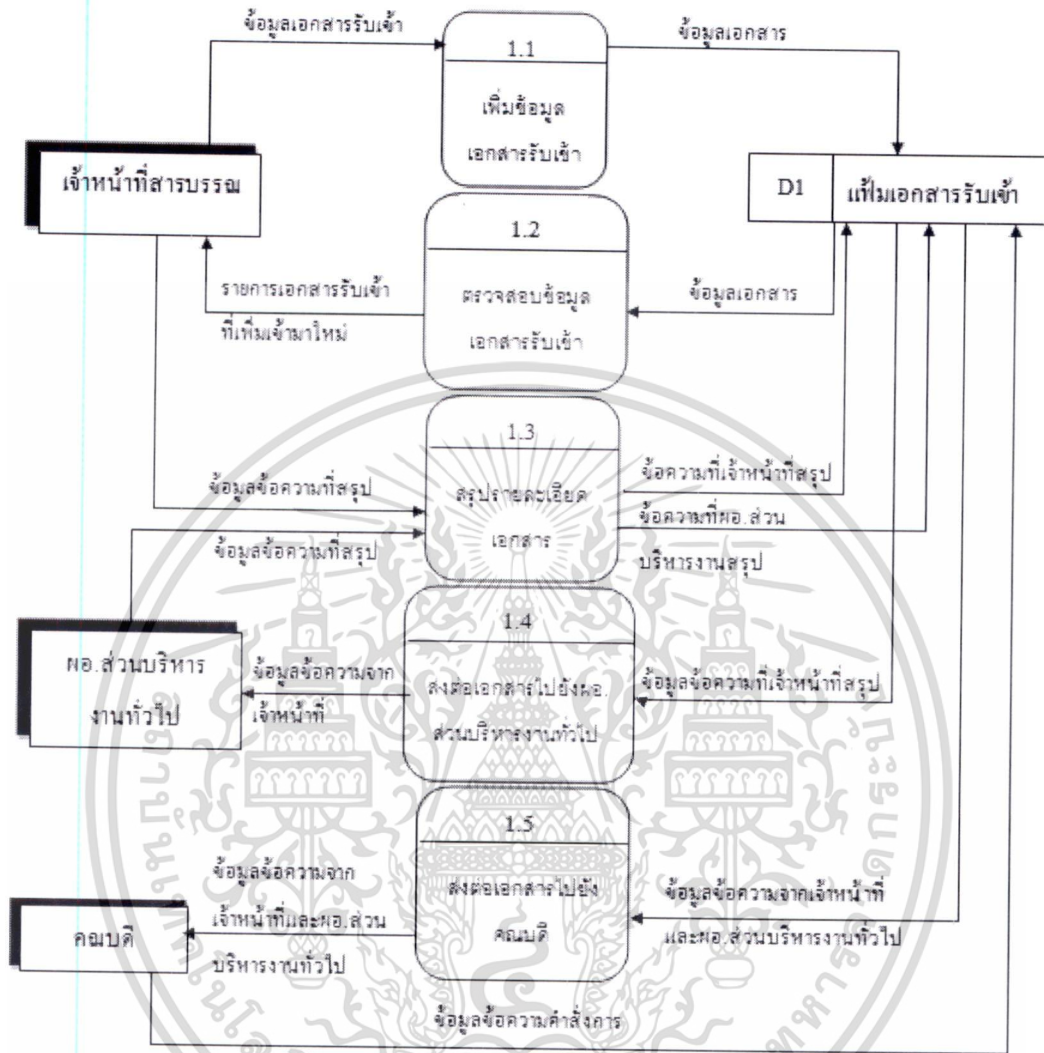 ข้อมูลเอกสารรับเข้า
ข้อมูลเอกสาร
1.1
เพิ่มข้อมูล
เอกสารรับเข้า
เจ้าหน้าที่สารบรรณ
D1
แฟ้มเอกสารรับเข้า
1.2
ตรวจสอบข้อมูล
เอกสารรับเข้า
รายการเอกสารรับเข้า
ที่เพิ่มเข้ามาใหม่
ข้อมูลเอกสาร
1.3
สรุปรายละเอียด
เอกสาร
ข้อมูลข้อความที่สรุป
ข้อมูลข้อความที่สรุป
ข้อความที่เจ้าหน้าที่สรุป
ข้อความที่ผอ.ส่วน
บริหารงานสรุป
1.4
ส่งต่อเอกสารไปยังผอ.
ส่วนบริหารงานทั่วไป
ผอ.ส่วนบริหาร
งานทั่วไป
ข้อมูลข้อความจาก
เจ้าหน้าที่
ข้อมูลข้อความที่เจ้าหน้าที่สรุป
1.5
ส่งต่อเอกสารไปยัง
คณบดี
คณบดี
ข้อมูลข้อความจาก
เจ้าหน้าที่และผอ.ส่วน
บริหารงานทั่วไป
ข้อมูลข้อความจากเจ้าหน้าที่
และผอ.ส่วนบริหารงานทั่วไป
ข้อมูลข้อความคำสั่งการ